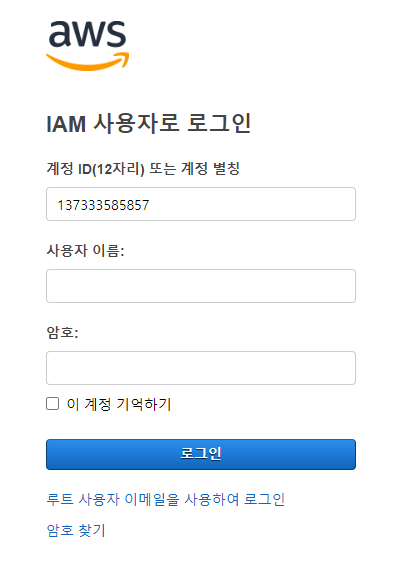 aws
IAM 사용자로 로그인
계정 ID(12자리) 또는 계정 별칭
137333585857
사용자 이름:
암호:
이 계정 기억하기
로그인
루트 사용자 이메일을 사용하여 로그인
암호 찾기